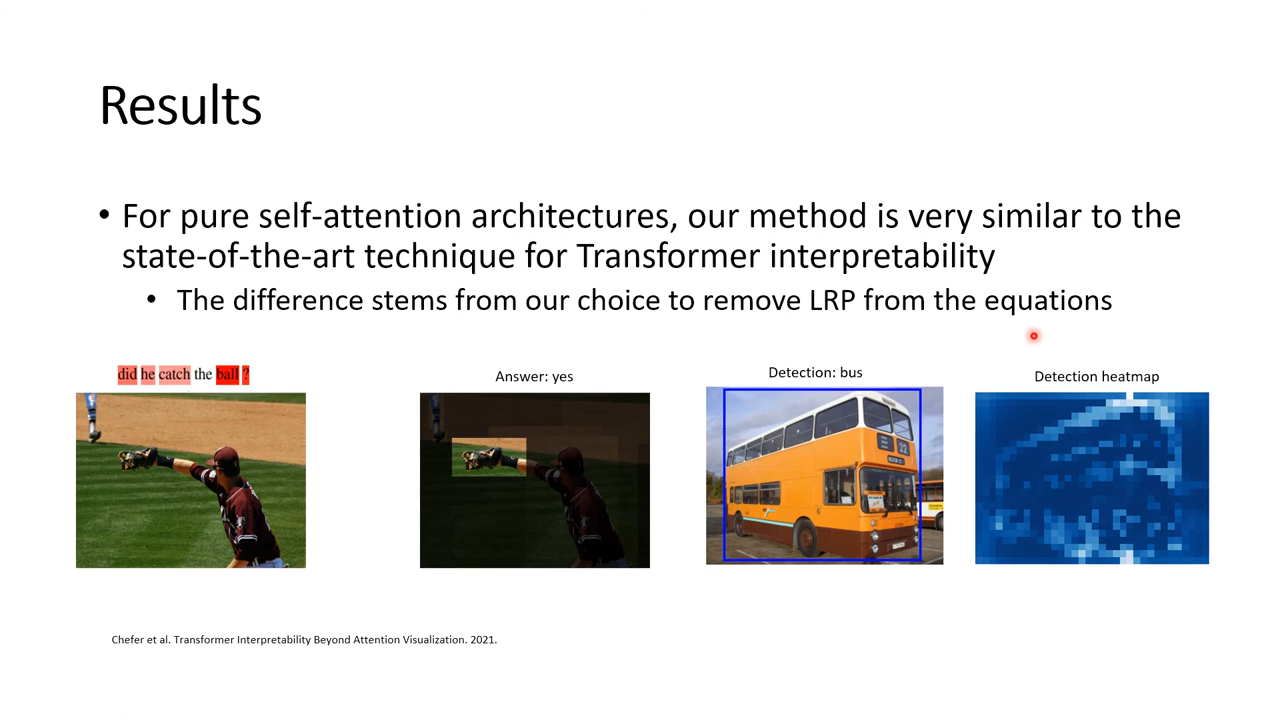 Results
• For pure self-attention architectures, our method is very similar to the
state-of-the-art technique for Transformer interpretability
• The difference stems from our choice to remove LRP from the equations
did he catch the ball ?
Answer: yes
Detection: bus
Detection heatmap
22
Chefer et al. Transformer Interpretability Beyond Attention Visualization. 2021.